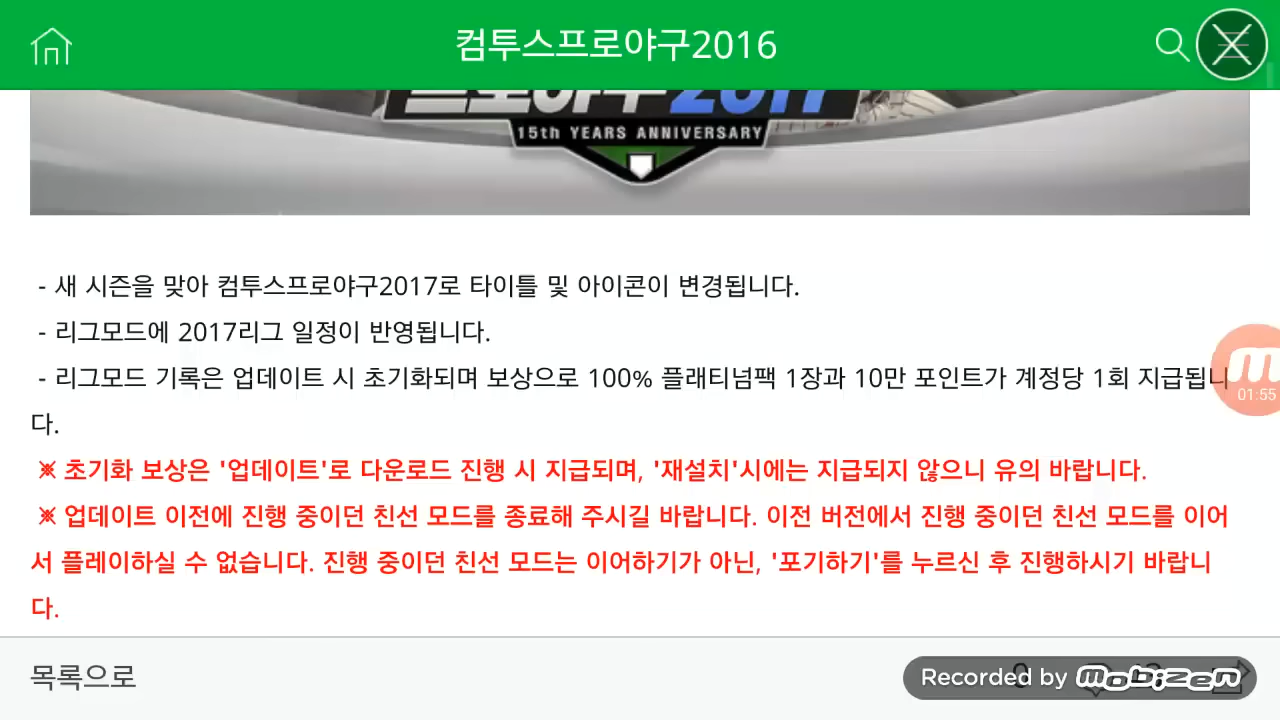 컴투스프로야구2016
프로야구 2017
15th YEARS ANNIVERSARY
- 새 시즌을 맞아 컴투스프로야구2017로 타이틀 및 아이콘이 변경됩니다.
- 리그모드에 2017리그 일정이 반영됩니다.
- 리그모드 기록은 업데이트 시 초기화되며 보상으로 100% 플래티넘팩 1장과 10만 포인트가 계정당 1회 지급됩니
다.
※ 초기화 보상은 '업데이트'로 다운로드 진행 시 지급되며, '재설치'시에는 지급되지 않으니 유의 바랍니다.
※ 업데이트 이전에 진행 중이던 친선 모드를 종료해 주시길 바랍니다. 이전 버전에서 진행 중이던 친선 모드를 이어
서 플레이하실 수 없습니다. 진행 중이던 친선 모드는 이어하기가 아닌, '포기하기'를 누르신 후 진행하시기 바랍니
다.
01:55
목록으로
Recorded by mobizen